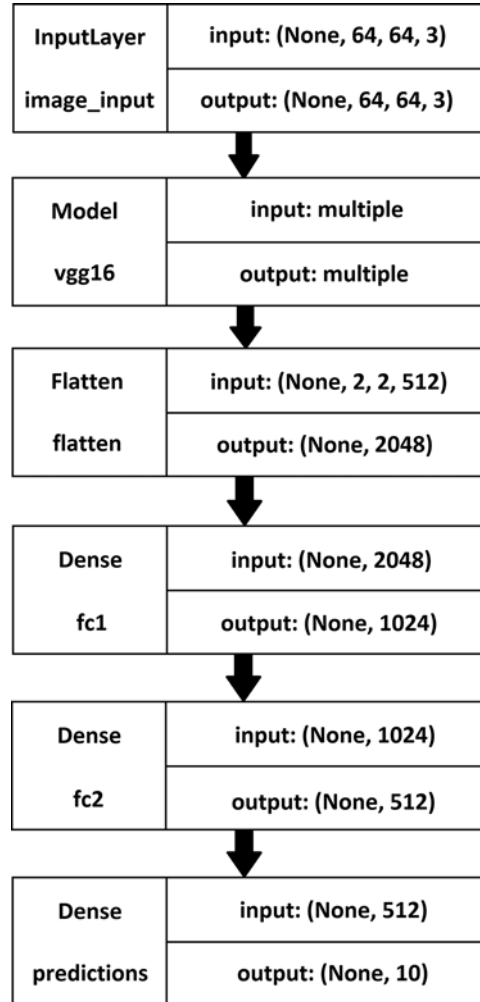 InputLayer
image_input
input: (None, 64, 64, 3)
output: (None, 64, 64, 3)
Model
vgg16
input: multiple
output: multiple
Flatten
flatten
input: (None, 2, 2, 512)
output: (None, 2048)
Dense
fc1
input: (None, 2048)
output: (None, 1024)
Dense
fc2
input: (None, 1024)
output: (None, 512)
Dense
predictions
input: (None, 512)
output: (None, 10)